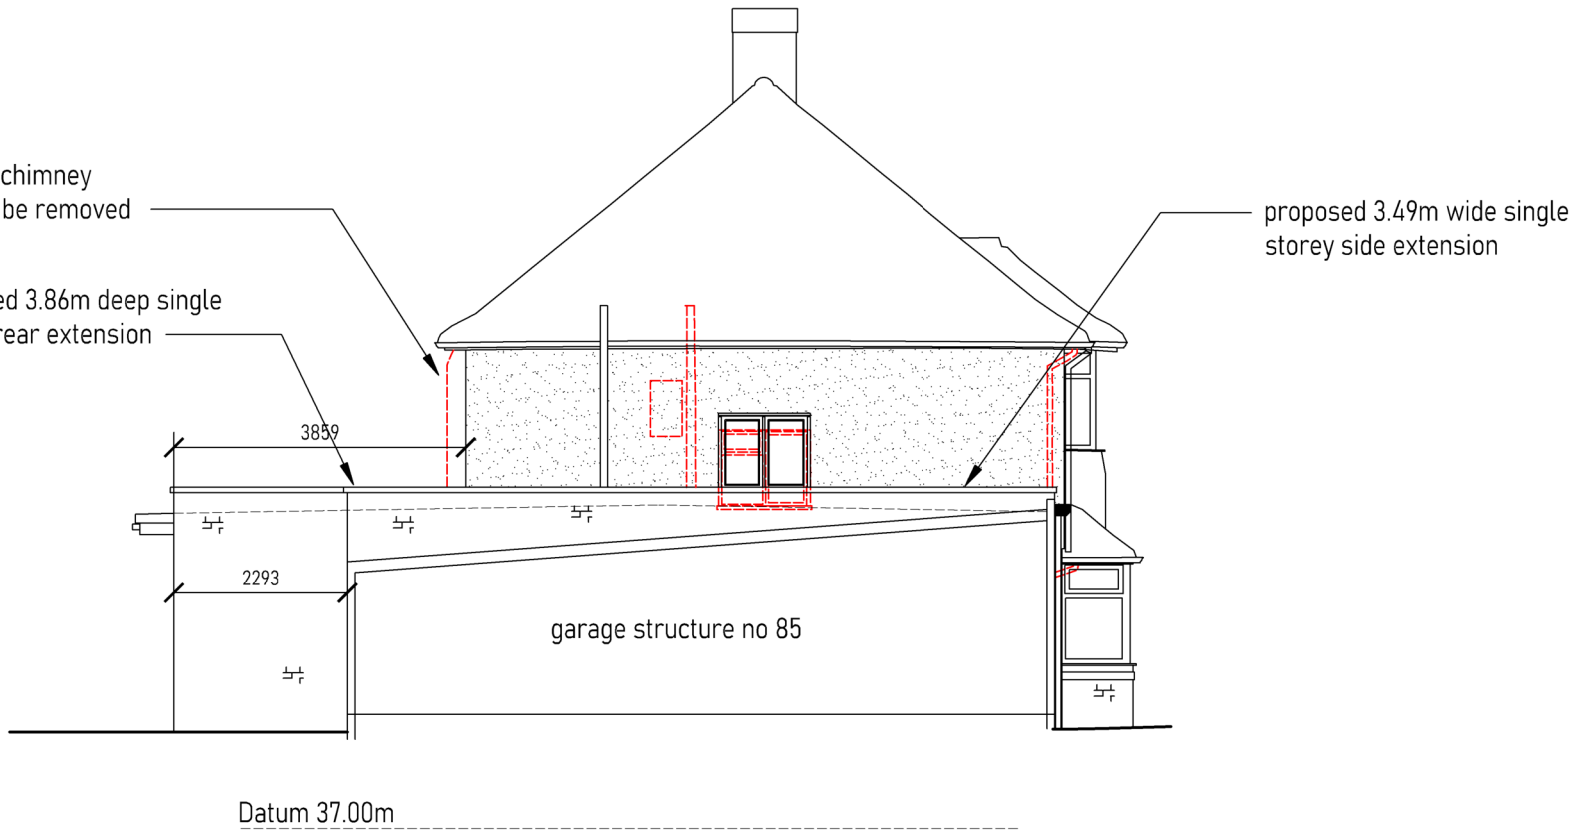 chimney
be removed
proposed 3.49m wide single
storey side extension
ed 3.86m deep single
rear extension
3859
2293
garage structure no 85
Datum 37.00m